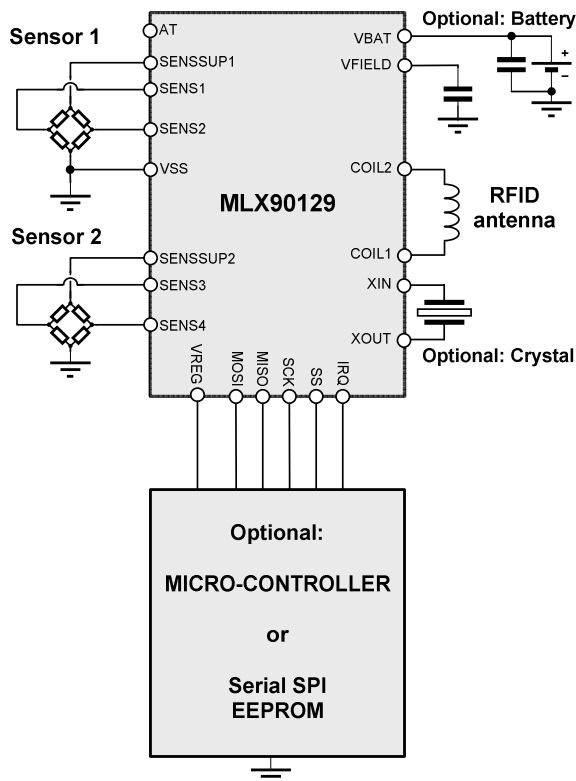 Sensor 1
AT
SENSSUP1
SENS1
SENS2
VSS
Sensor 2
SENSSUP2
SENS3
SENS4
MLX90129
Optional: Battery
VBAT
+
−
VFIELD
COIL2
RFID
antenna
COIL1
XIN
XOUT
Optional: Crystal
VREG
MOSI
MISO
SCK
SS
IRQ
Optional:
MICRO-CONTROLLER
or
Serial SPI
EEPROM